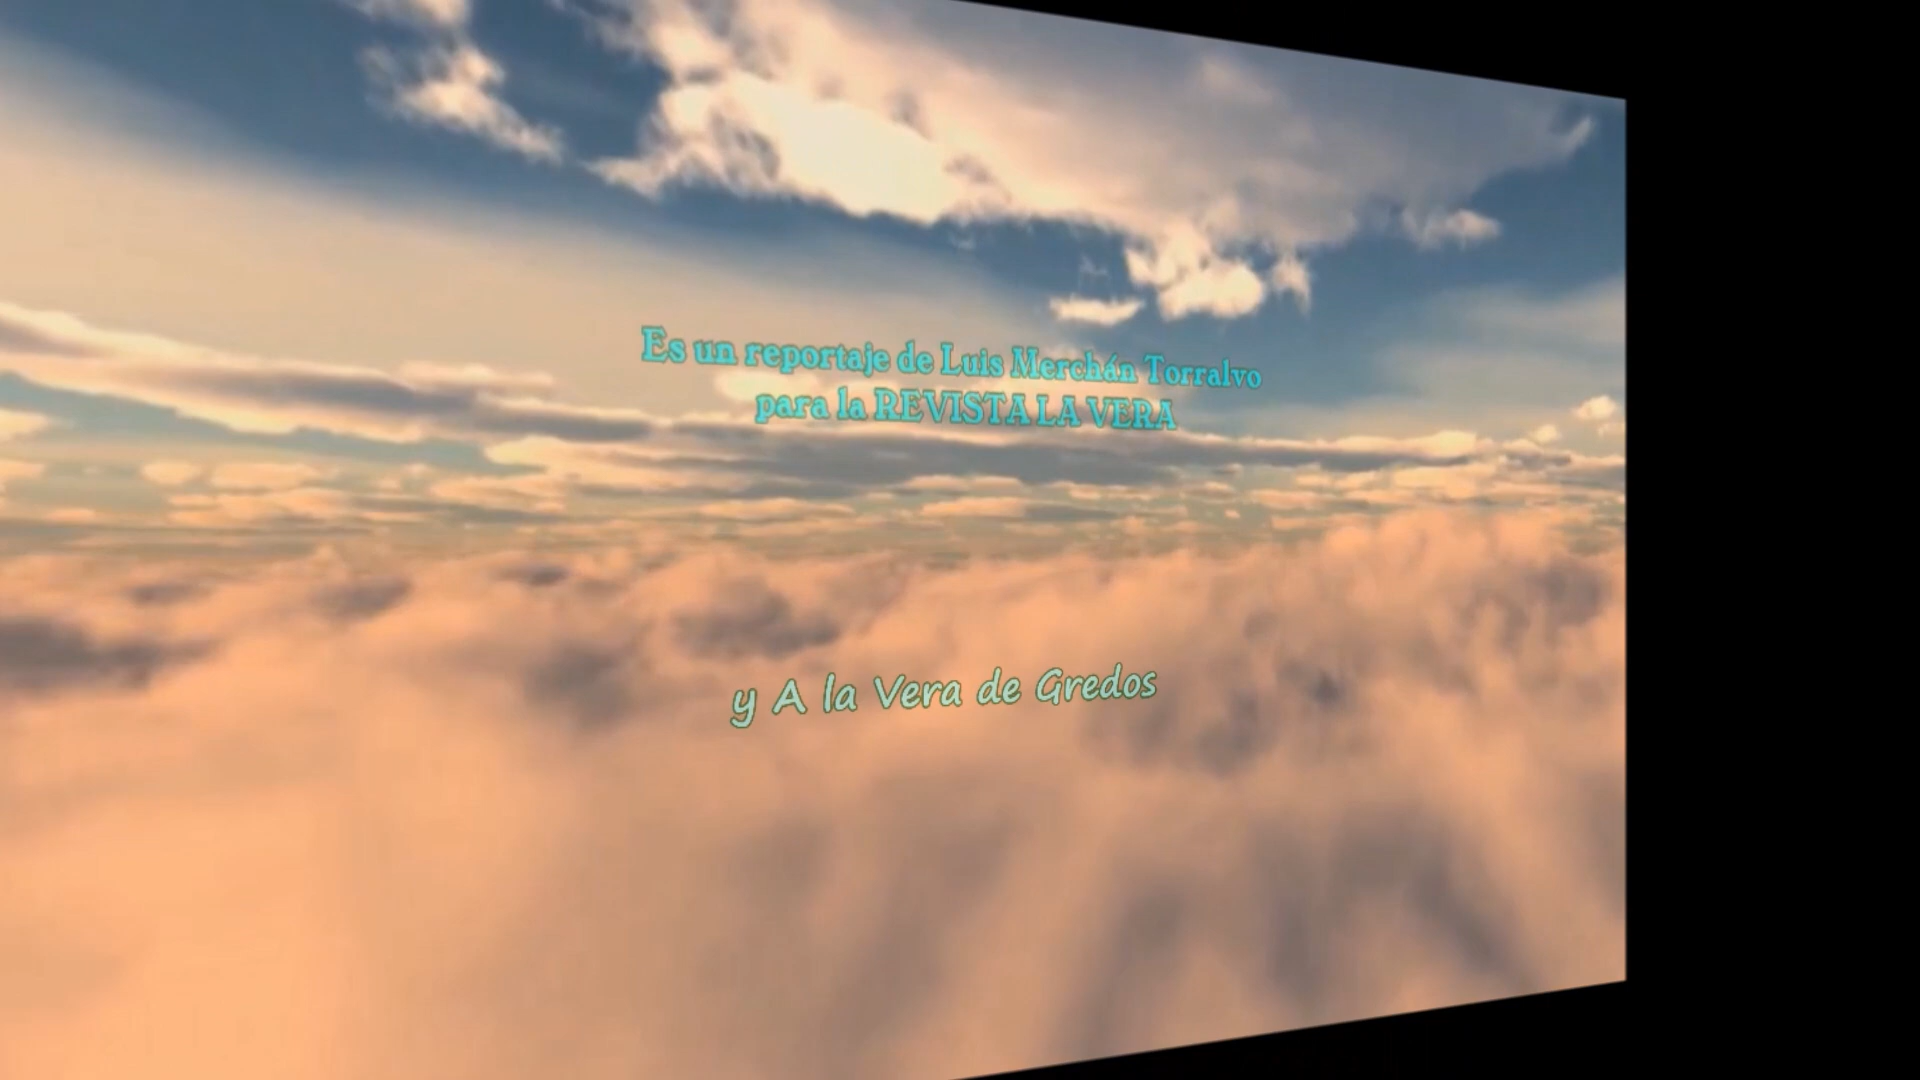 Es un reportaje de Luis Merchán Torralvo
para la REVISTA LA VERA
y A la Vera de Gredos